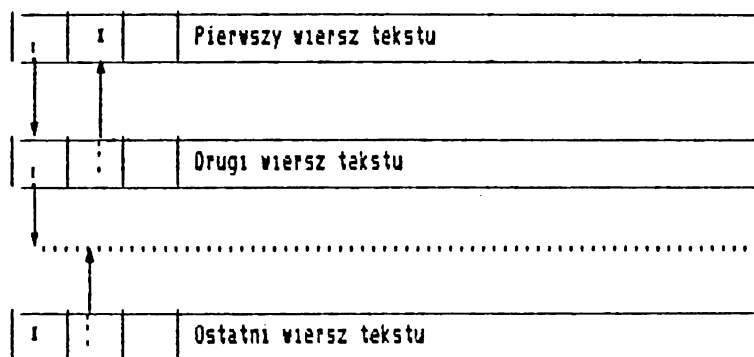 x Pierwszy wiersz tekstu
Drugi wiersz tekstu
x Ostatni wiersz tekstu